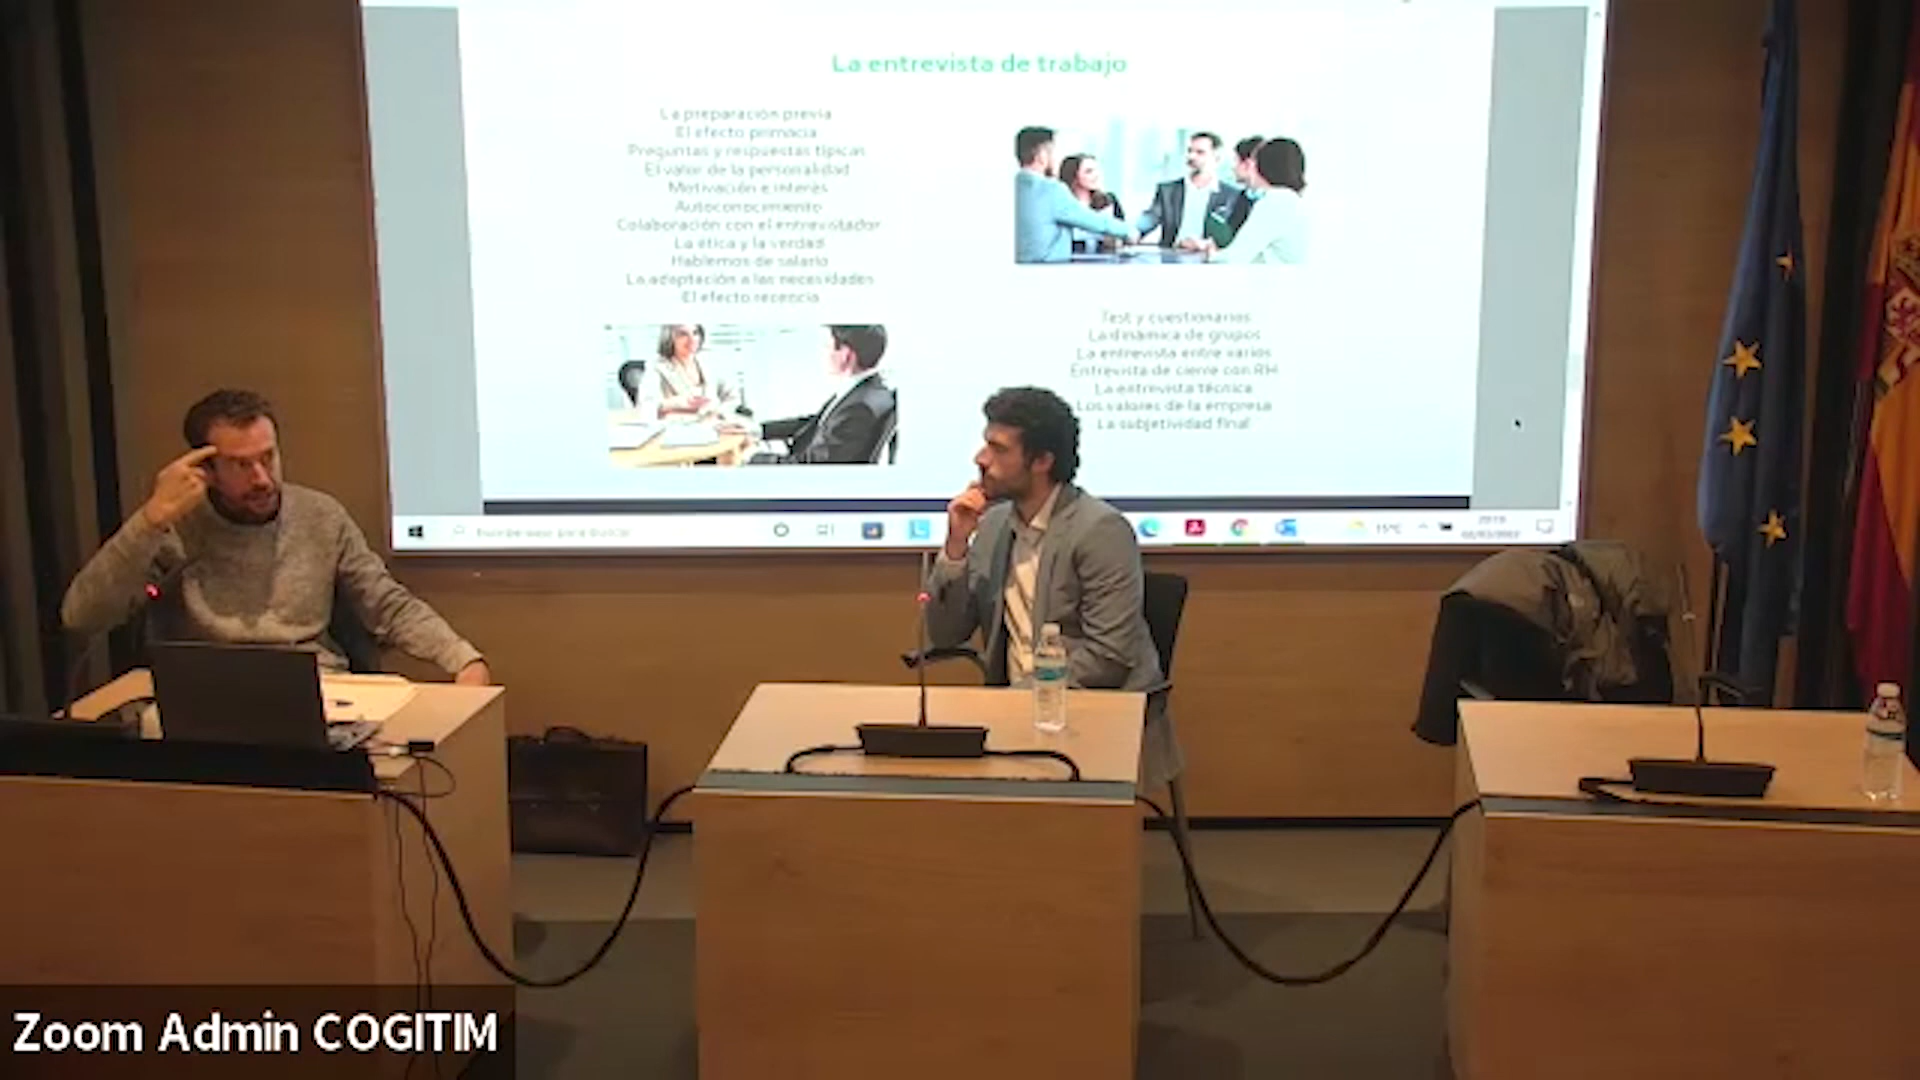 La entrevista de trabajo
La preparación previa
El efecto primacia
Preguntas y respuestas típicas
El valor de la personalidad
Motivación e interés
Autoconocimiento
Colaboración con el entrevistador
La ética y la verdad
Hablemos de salario
La adaptación a las necesidades
El efecto recencia
Test y cuestionarios
La dinámica de grupos
La entrevista entre varios
Entrevista de cierre con RH
La entrevista técnica
Los valores de la empresa
La subjetividad final
15°C
Zoom Admin COGITIM